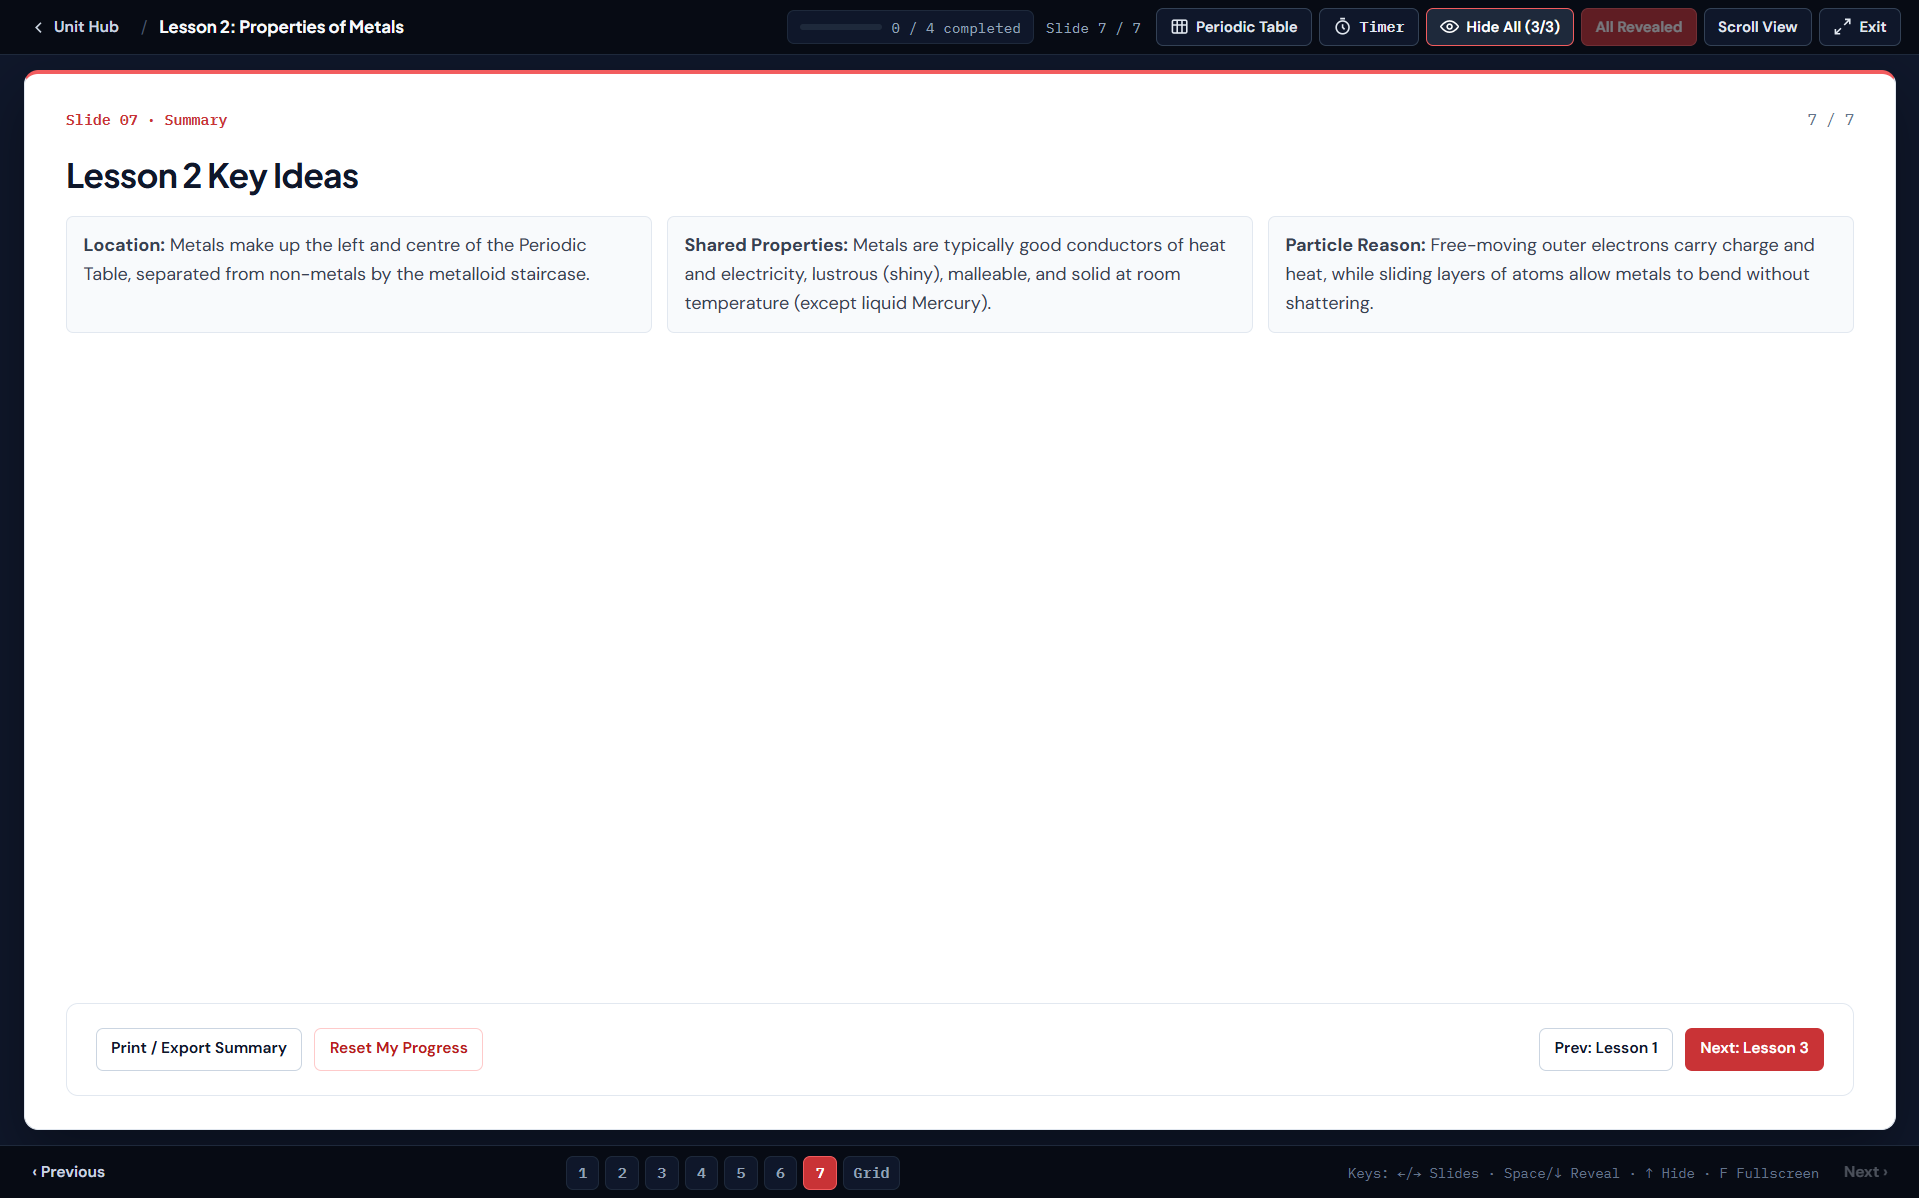 ‹ Unit Hub / Lesson 2: Properties of Metals
0 / 4 completed
Slide 7 / 7
Periodic Table
Timer
Hide All (3/3)
All Revealed
Scroll View
Exit
Slide 07 · Summary
7 / 7
Lesson 2 Key Ideas
Location: Metals make up the left and centre of the Periodic
Table, separated from non-metals by the metalloid staircase.
Shared Properties: Metals are typically good conductors of heat
and electricity, lustrous (shiny), malleable, and solid at room
temperature (except liquid Mercury).
Particle Reason: Free-moving outer electrons carry charge and
heat, while sliding layers of atoms allow metals to bend without
shattering.
Print / Export Summary
Reset My Progress
Prev: Lesson 1
Next: Lesson 3
‹ Previous
1 2 3 4 5 6 7 Grid
Keys: ←/→ Slides · Space/↓ Reveal · ↑ Hide · F Fullscreen
Next ›